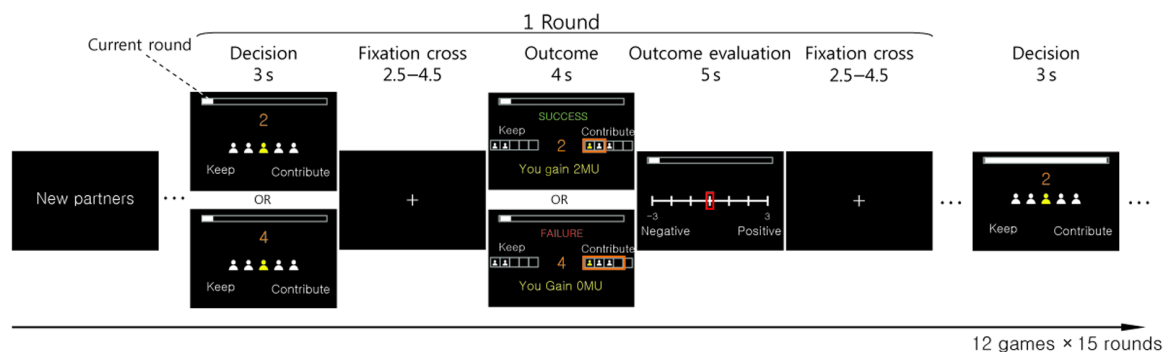 1 Round
Current round
Decision
3 s
Fixation cross
2.5–4.5
Outcome
4 s
Outcome evaluation
5 s
Fixation cross
2.5–4.5
Decision
3 s
New partners
...
2
Keep Contribute
OR
4
Keep Contribute
+
SUCCESS
Keep Contribute
2
You gain 2MU
OR
FAILURE
Keep Contribute
4
You Gain 0MU
-3 3
Negative Positive
+
...
2
Keep Contribute
...
12 games × 15 rounds